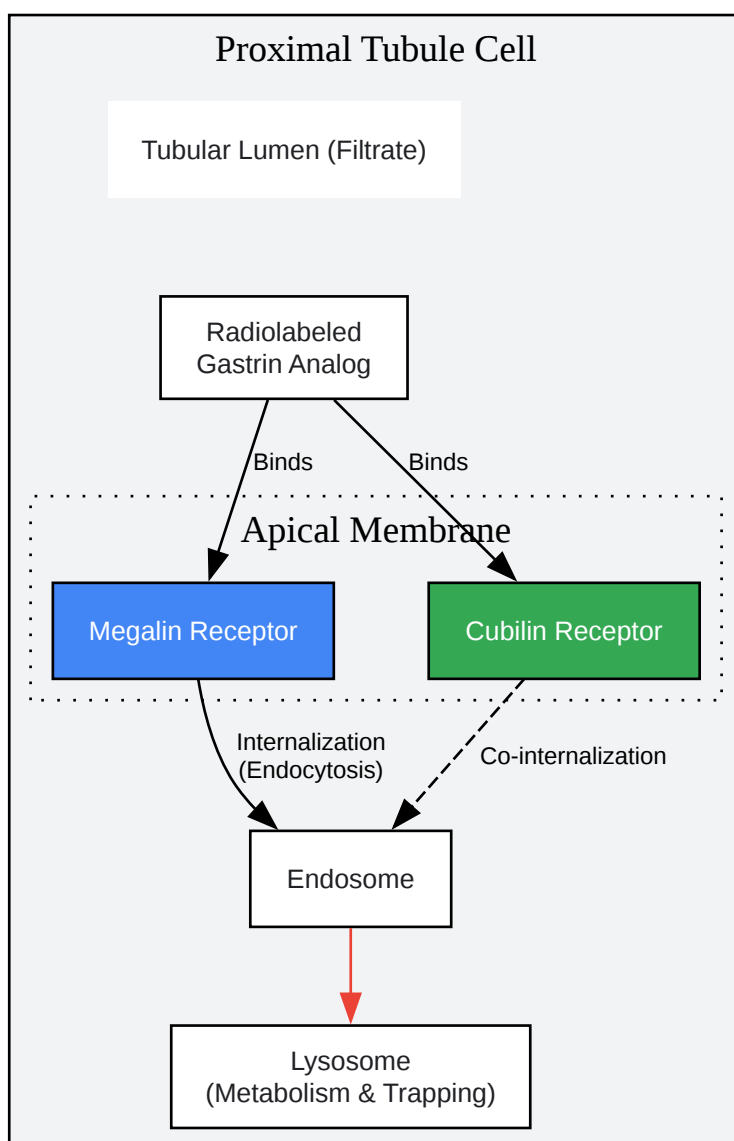 Proximal Tubule Cell
Tubular Lumen (Filtrate)
Radiolabeled
Gastrin Analog
Binds
Binds
Apical Membrane
Megalin Receptor
Cubilin Receptor
Internalization
(Endocytosis)
Co-internalization
Endosome
Lysosome
(Metabolism & Trapping)